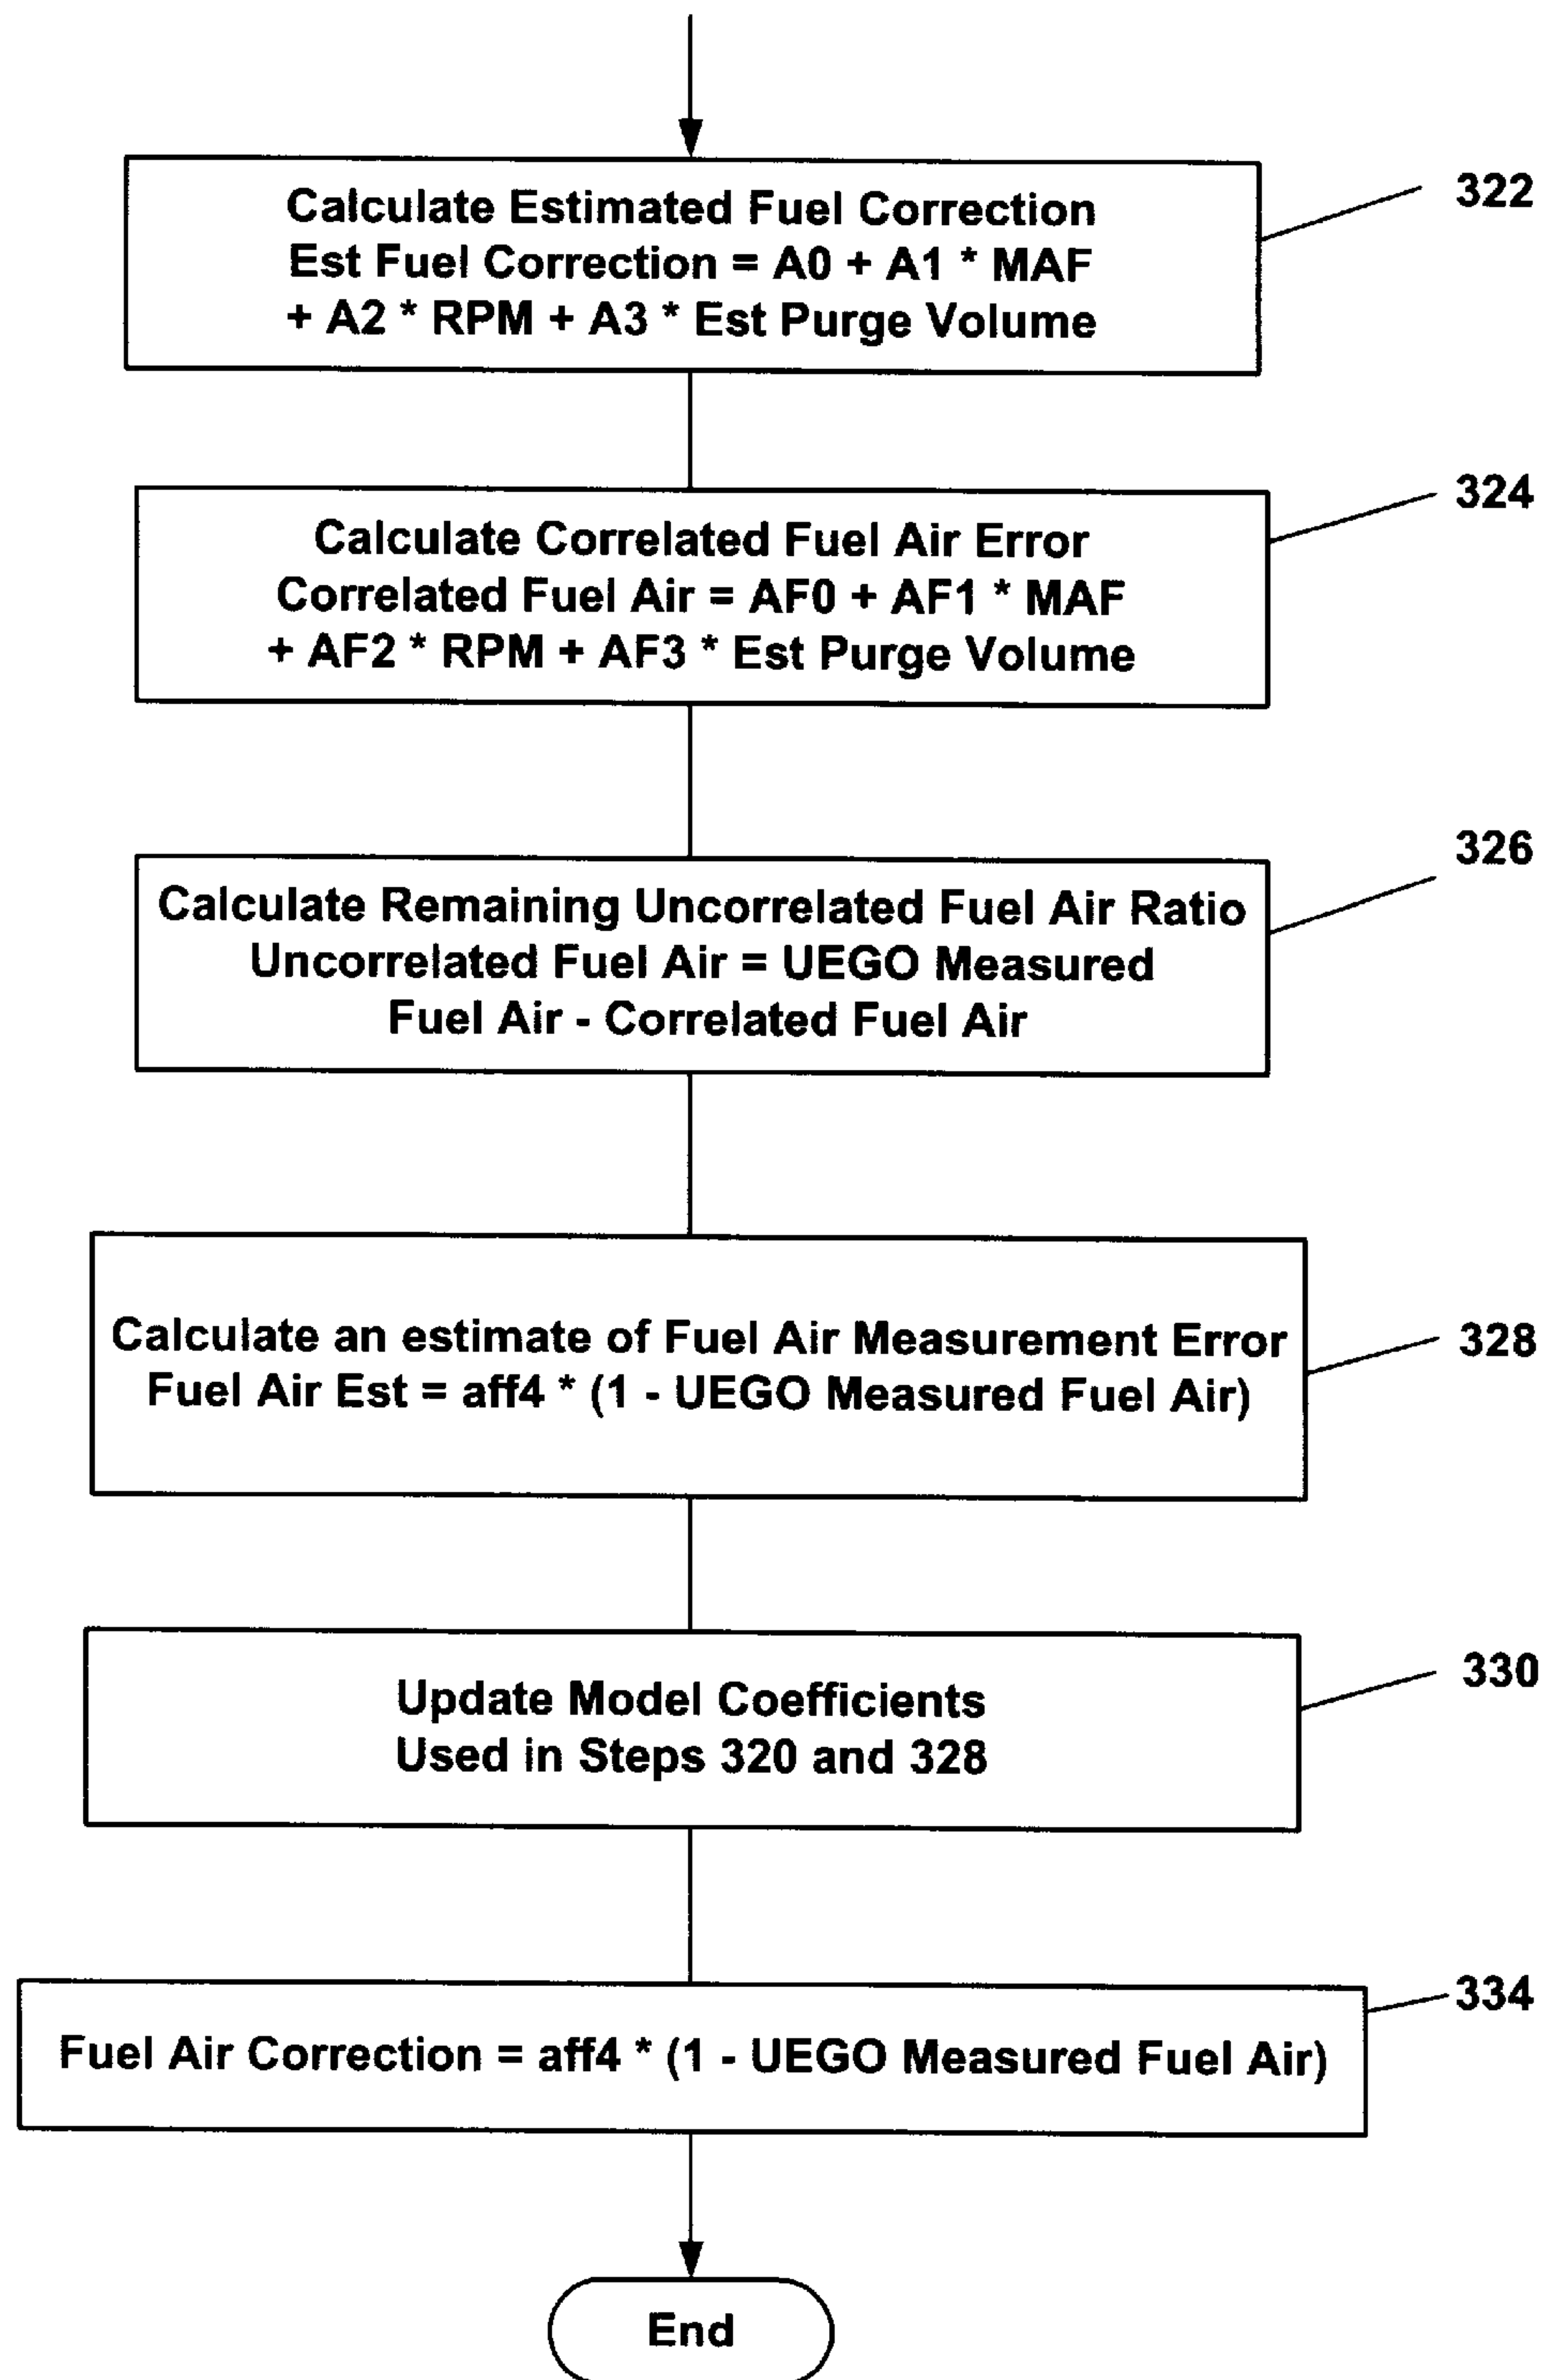 Calculate Estimated Fuel Correction
Est Fuel Correction = A0 + A1 * MAF
+ A2 * RPM + A3 * Est Purge Volume
322
Calculate Correlated Fuel Air Error
Correlated Fuel Air = AF0 + AF1 * MAF
+ AF2 * RPM + AF3 * Est Purge Volume
324
Calculate Remaining Uncorrelated Fuel Air Ratio
Uncorrelated Fuel Air = UEGO Measured
Fuel Air - Correlated Fuel Air
326
Calculate an estimate of Fuel Air Measurement Error
Fuel Air Est = aff4 * (1 - UEGO Measured Fuel Air)
328
Update Model Coefficients
Used in Steps 320 and 328
330
Fuel Air Correction = aff4 * (1 - UEGO Measured Fuel Air)
334
End